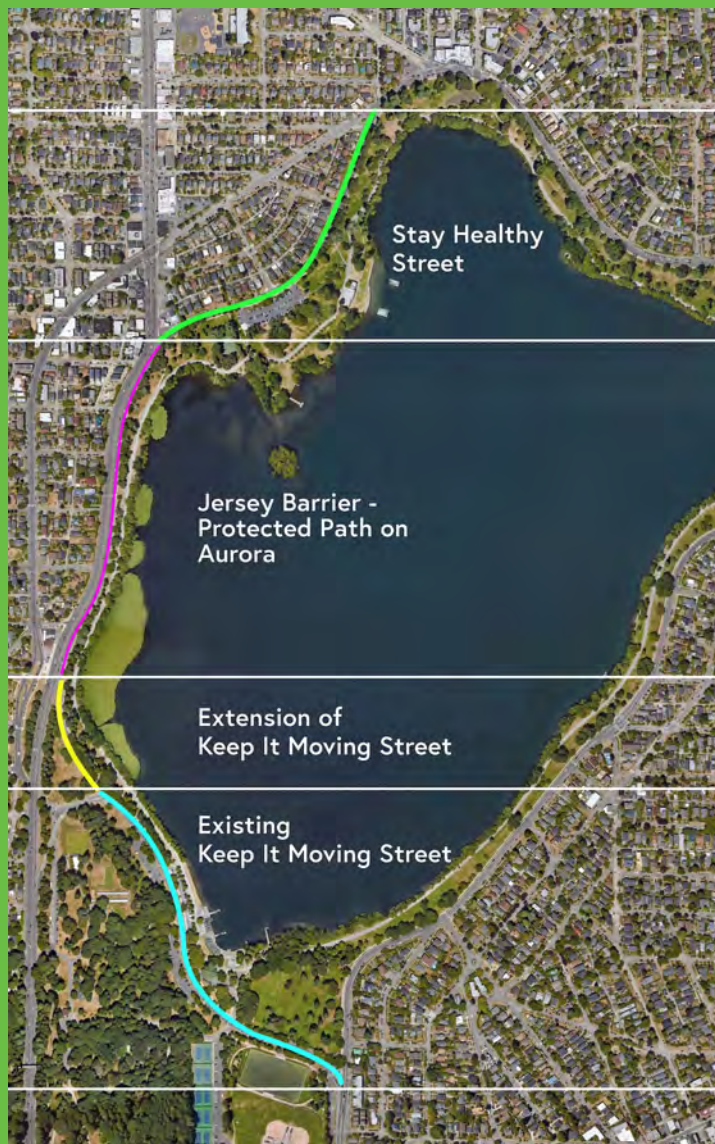 Stay Healthy
Street
Jersey Barrier -
Protected Path on
Aurora
Extension of
Keep It Moving Street
Existing
Keep It Moving Street